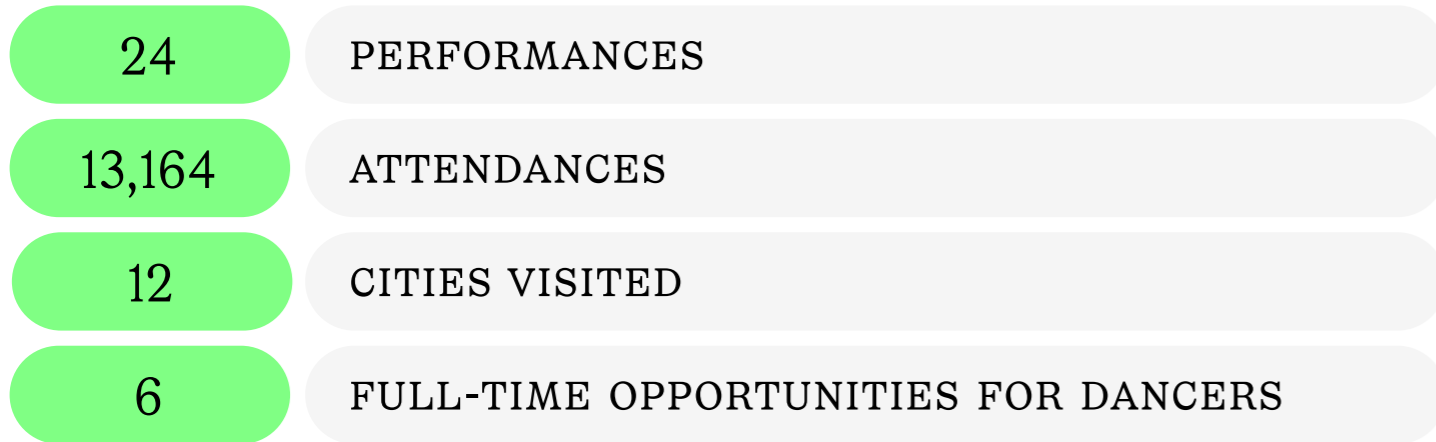 24 PERFORMANCES
13,164 ATTENDANCES
12 CITIES VISITED
6 FULL-TIME OPPORTUNITIES FOR DANCERS